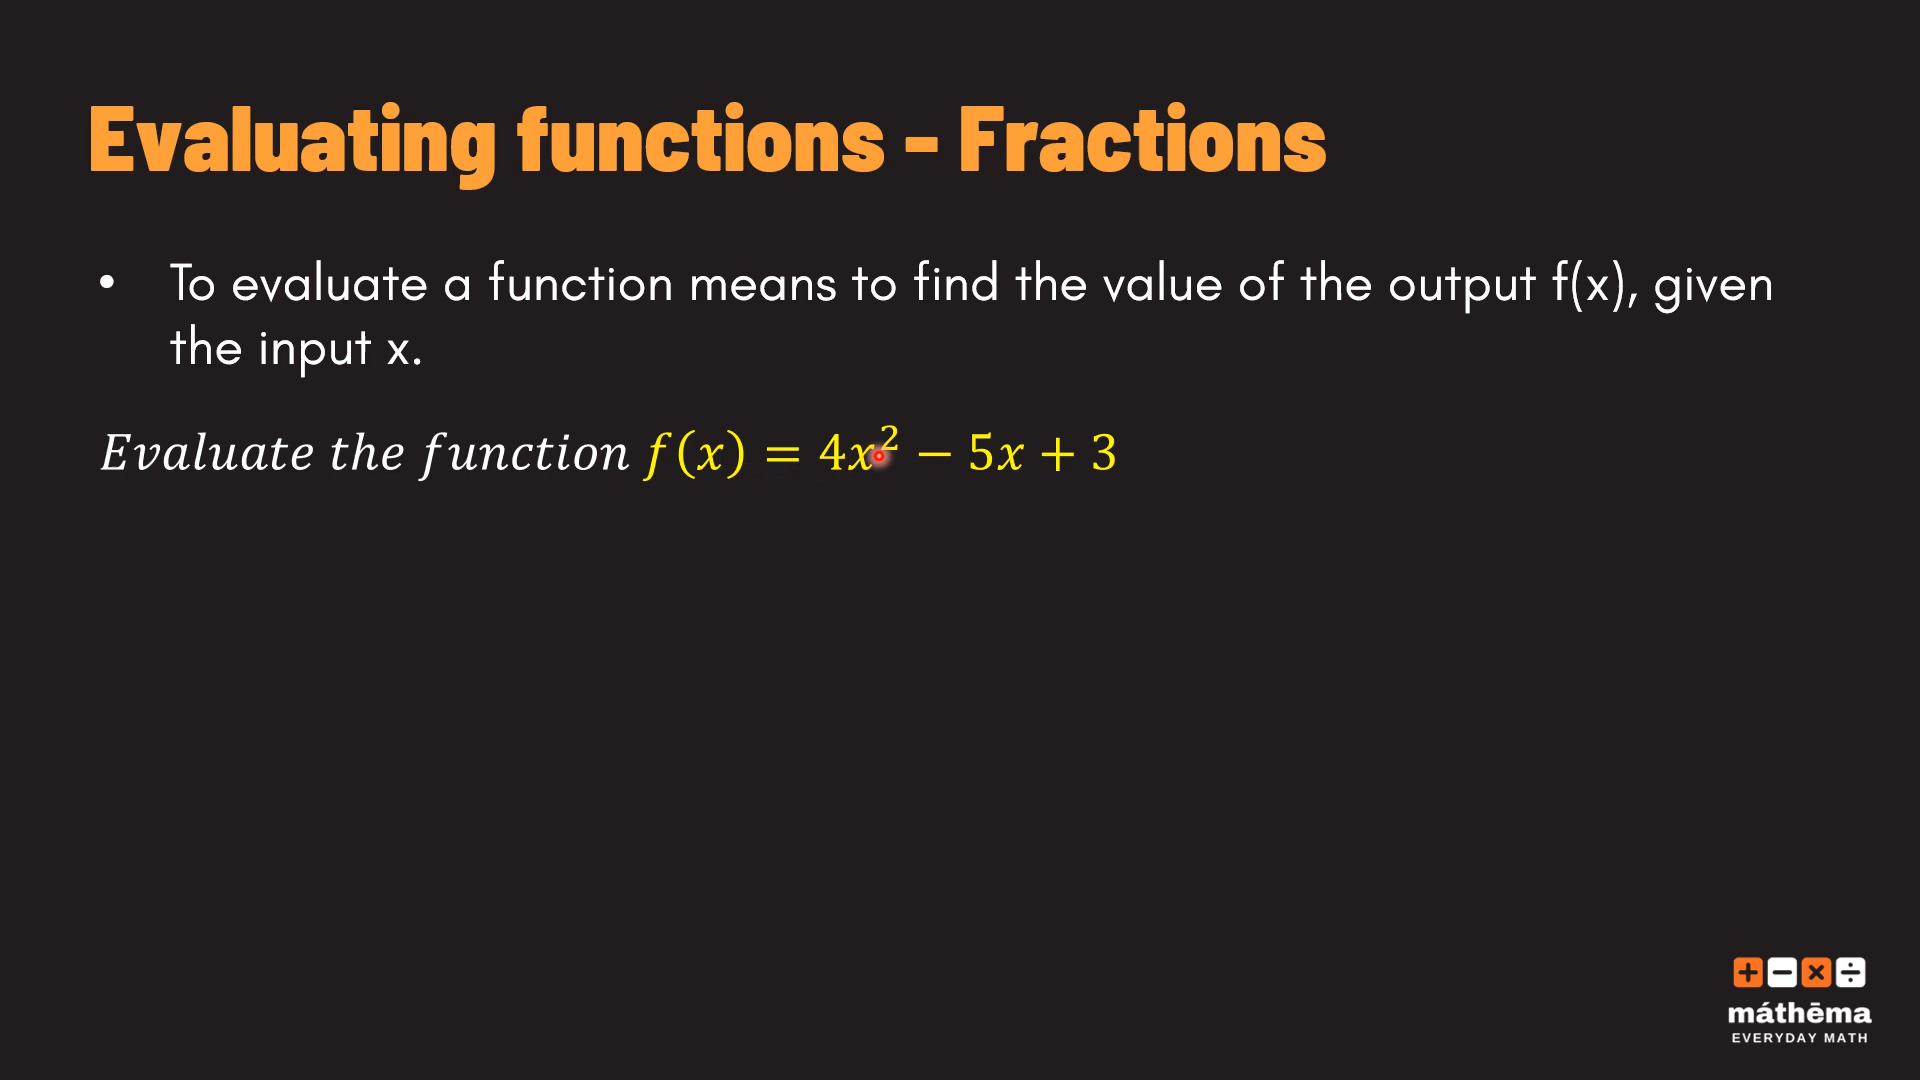 Evaluating functions - Fractions
• To evaluate a function means to find the value of the output f(x), given
the input x.
Evaluate the function f(x) = 4x² − 5x + 3
+ − × ÷
máthēma
EVERYDAY MATH